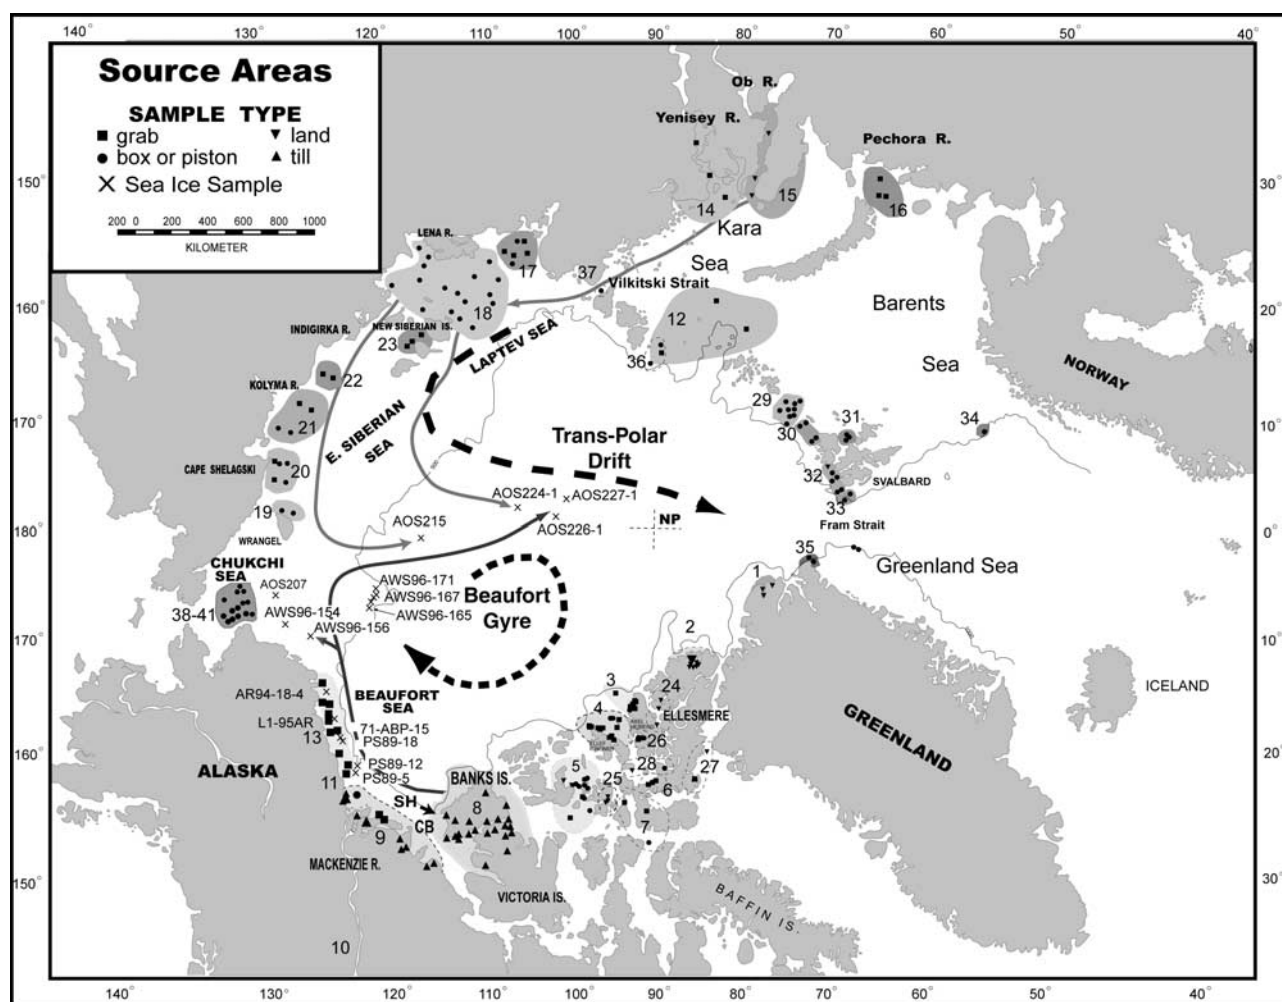 140° 130° 120° 110° 100° 90° 80° 70° 60° 50° 40°
Source Areas
SAMPLE TYPE
grab
land
box or piston
till
Sea Ice Sample
200 0 200 400 600 800 1000
KILOMETER
Ob R.
Yenisey R.
Pechora R.
150°
30°
14
15
16
Kara
Sea
LENA R.
17
37
Vilkitski Strait
18
12
Barents
Sea
160°
20°
INDIGIRKA R.
NEW SIBERIAN IS.
23
LAPTEV SEA
36
22
KOLYMA R.
21
E. SIBERIAN
SEA
29
30
31
34
NORWAY
170°
10°
Trans-Polar
Drift
CAPE SHELAGSKI
20
32
SVALBARD
33
19
WRANGEL
AOS224-1
AOS227-1
AOS226-1
AOS215
NP
Fram Strait
180°
0°
35
Greenland Sea
CHUKCHI
SEA
AOS207
38-41
AWS96-154
AWS96-156
AWS96-171
AWS96-167
AWS96-165
Beaufort
Gyre
1
170°
10°
2
3
4
24
ELLESMERE
ICELAND
GREENLAND
BEAUFORT
SEA
AR94-18-4
L1-95AR
13
71-ABP-15
PS89-18
PS89-12
PS89-5
26
28
27
160°
20°
ALASKA
11
BANKS IS.
5
25
6
SH
CB
8
9
7
MACKENZIE R.
VICTORIA IS.
BAFFIN IS.
150°
30°
10
140° 130° 120° 110° 100° 90° 80° 70° 60° 50° 40°